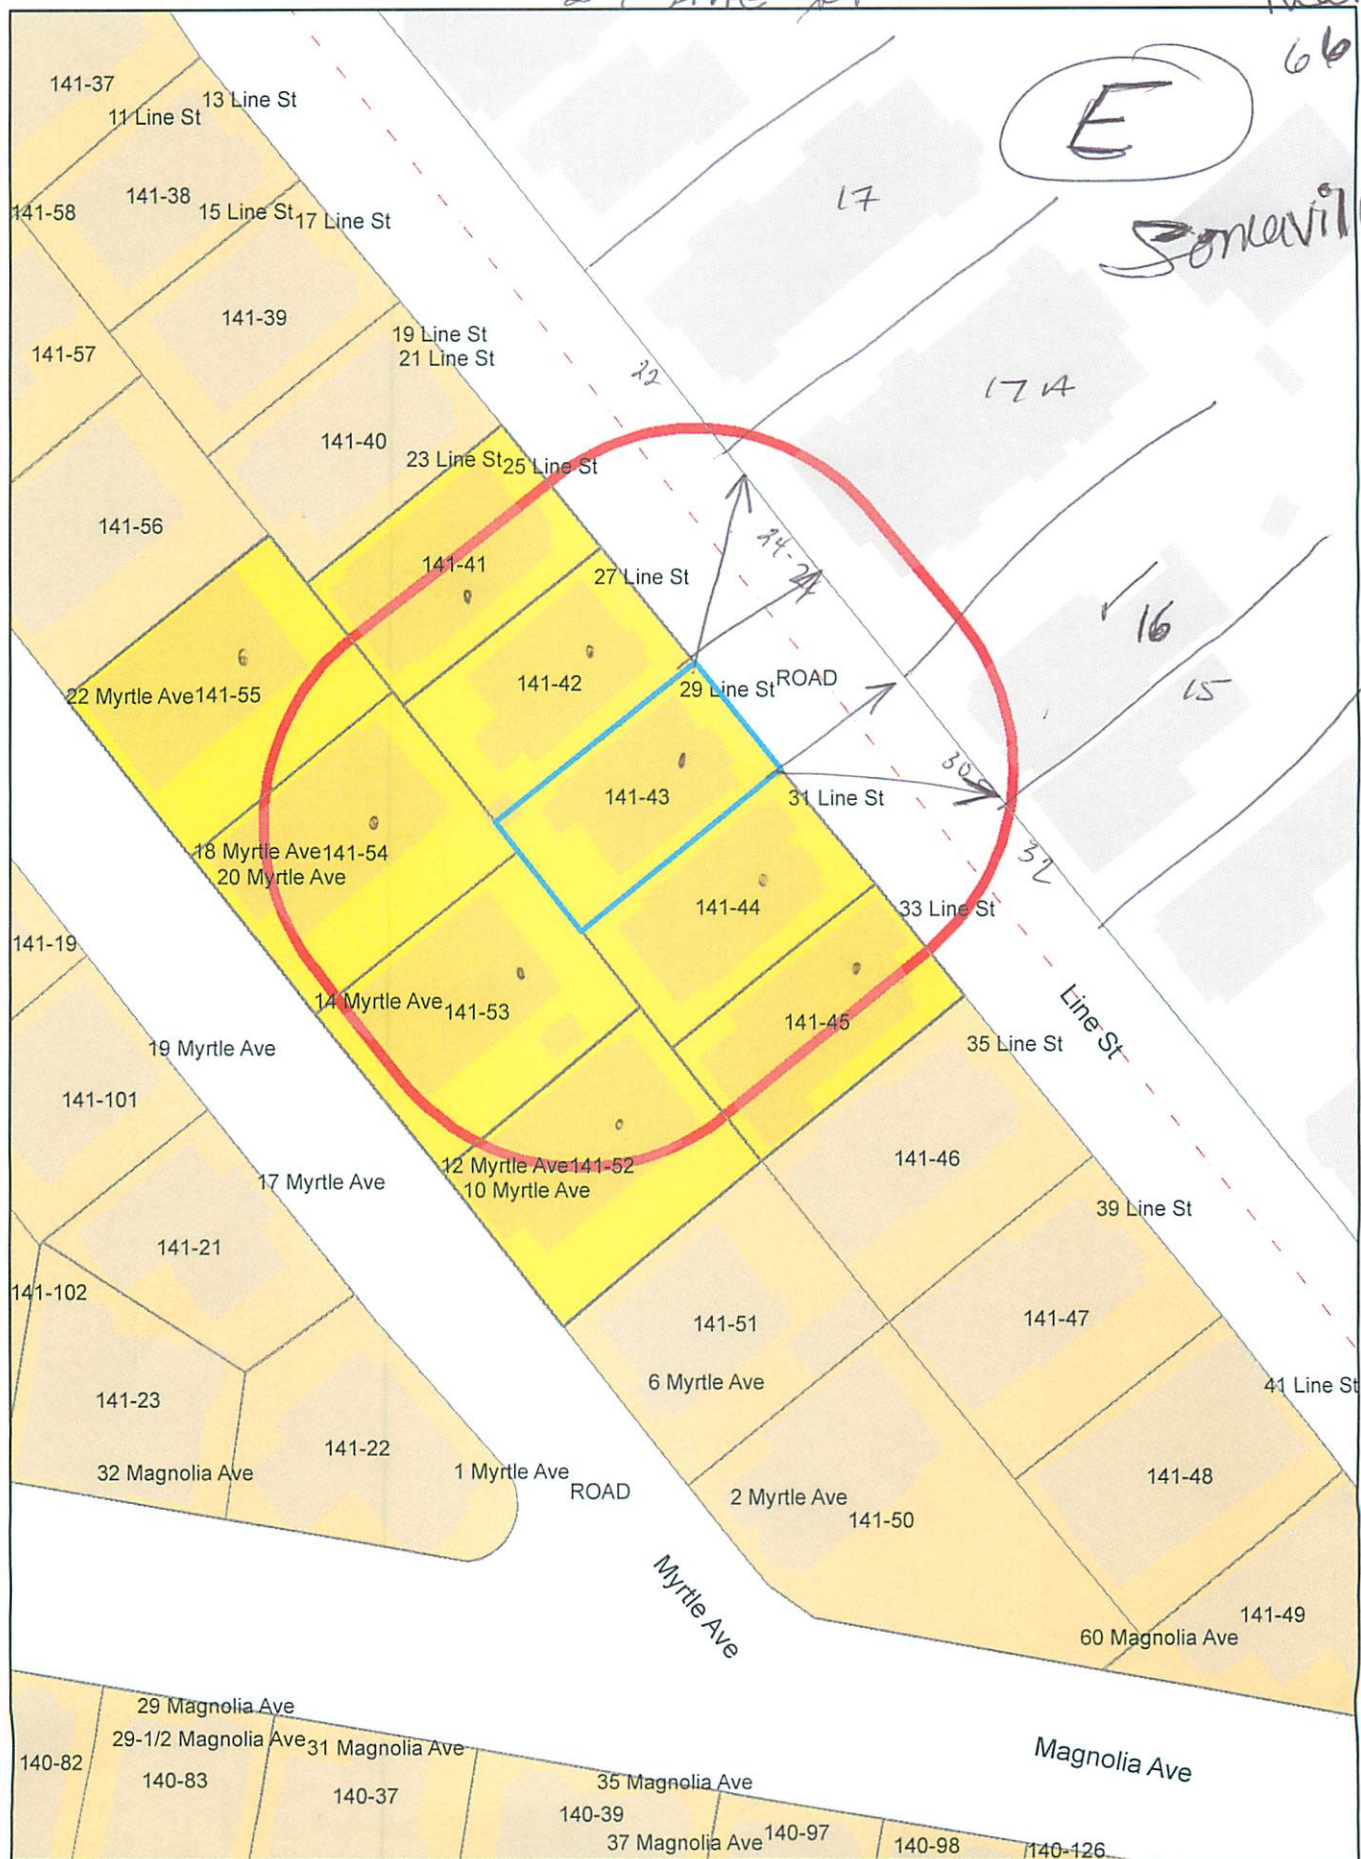 66
E
141-37
13 Line St
11 Line St
17
141-38
15 Line St
17 Line St
141-58
141-39
19 Line St
21 Line St
141-57
22
17A
141-40
23 Line St
25 Line St
141-56
141-41
27 Line St
16
141-42
29 Line St
ROAD
15
22 Myrtle Ave
141-55
141-43
31 Line St
32
18 Myrtle Ave
141-54
20 Myrtle Ave
141-44
33 Line St
141-19
14 Myrtle Ave
141-53
141-45
Line St
19 Myrtle Ave
35 Line St
141-101
12 Myrtle Ave
141-52
141-46
17 Myrtle Ave
10 Myrtle Ave
39 Line St
141-21
141-102
141-51
141-47
6 Myrtle Ave
41 Line St
141-23
141-22
32 Magnolia Ave
1 Myrtle Ave
ROAD
141-48
2 Myrtle Ave
141-50
Myrtle Ave
141-49
60 Magnolia Ave
29 Magnolia Ave
29-1/2 Magnolia Ave
31 Magnolia Ave
Magnolia Ave
140-82
140-83
140-37
35 Magnolia Ave
140-39
37 Magnolia Ave
140-97
140-98
140-126